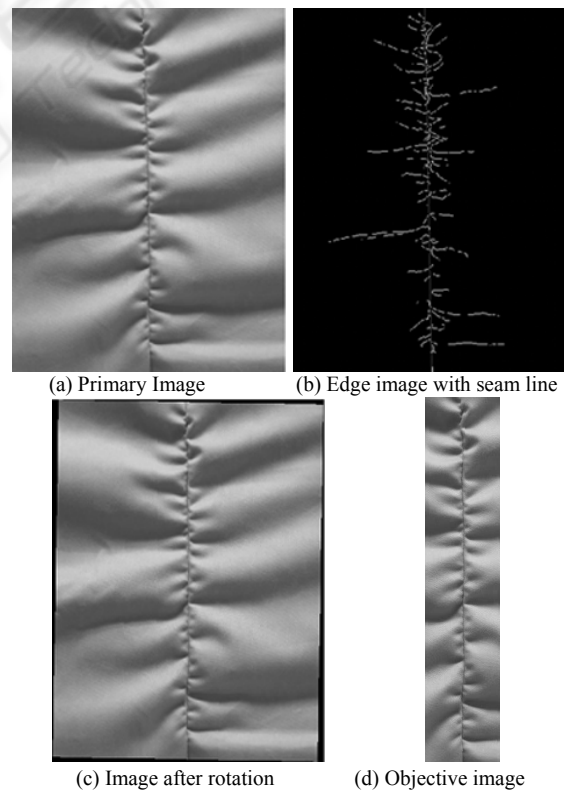 (a) Primary Image
(b) Edge image with seam line
(c) Image after rotation
(d) Objective image